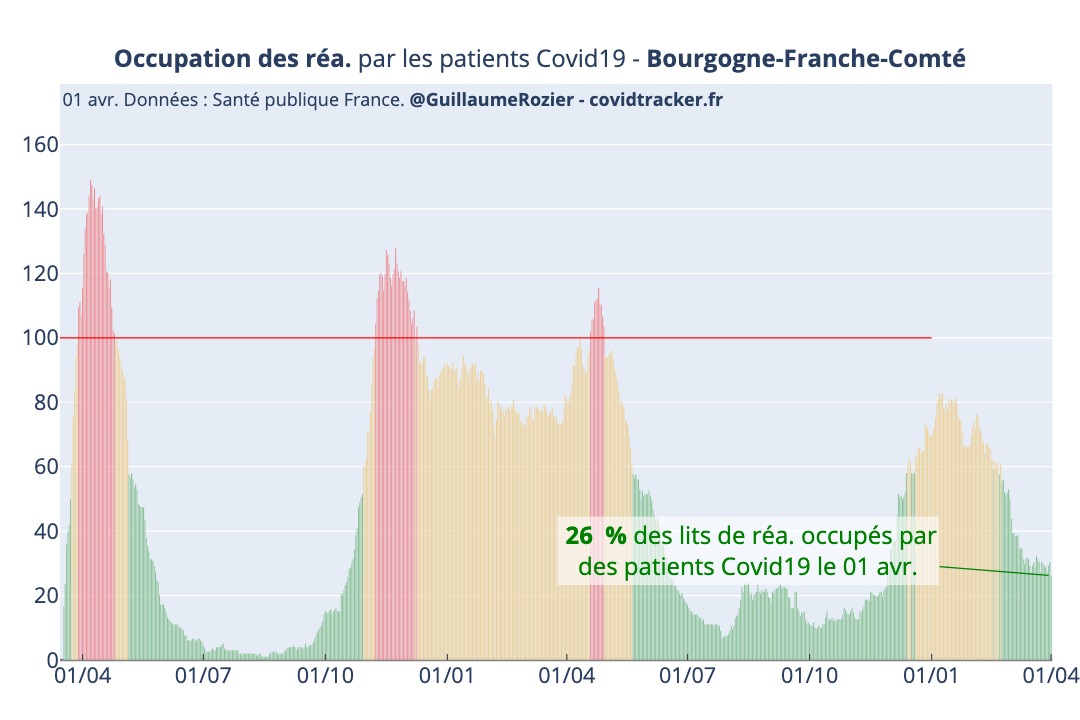 Occupation des réa. par les patients Covid19 - Bourgogne-Franche-Comté
01 avr. Données : Santé publique France. @GuillaumeRozier - covidtracker.fr
160
140
120
100
80
60
40
26 % des lits de réa. occupés par
des patients Covid19 le 01 avr.
20
0
01/04 01/07 01/10 01/01 01/04 01/07 01/10 01/01 01/04